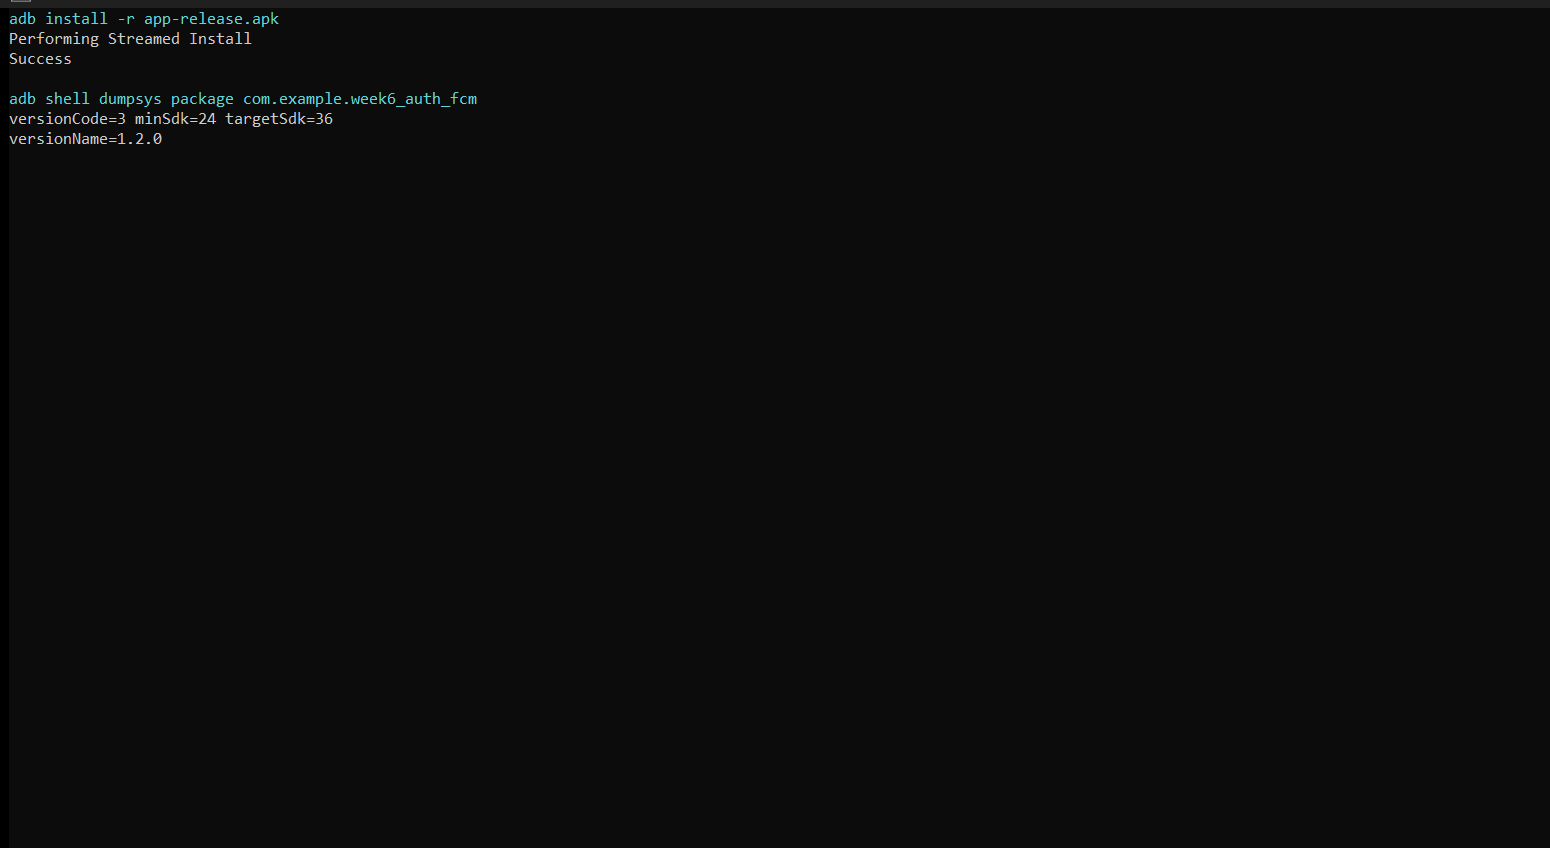 adb install -r app-release.apk
Performing Streamed Install
Success
adb shell dumpsys package com.example.week6_auth_fcm
versionCode=3 minSdk=24 targetSdk=36
versionName=1.2.0